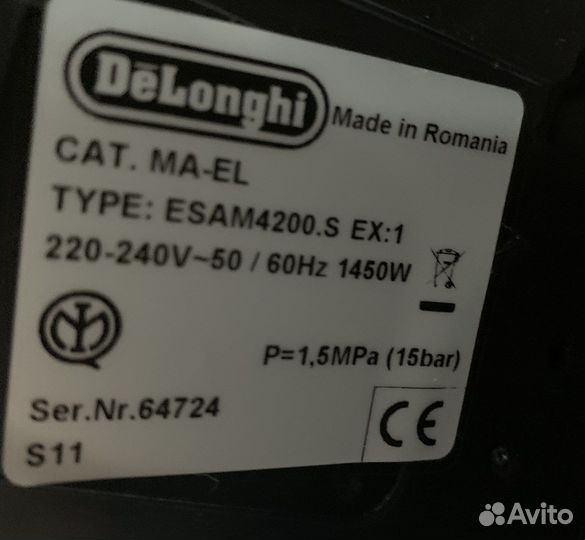 DeLonghi
Made in Romania
CAT. MA-EL
TYPE: ESAM4200.S EX:1
220-240V~50 / 60Hz 1450W
P=1,5MPa (15bar)
Ser.Nr.64724
S11
CE
Avito